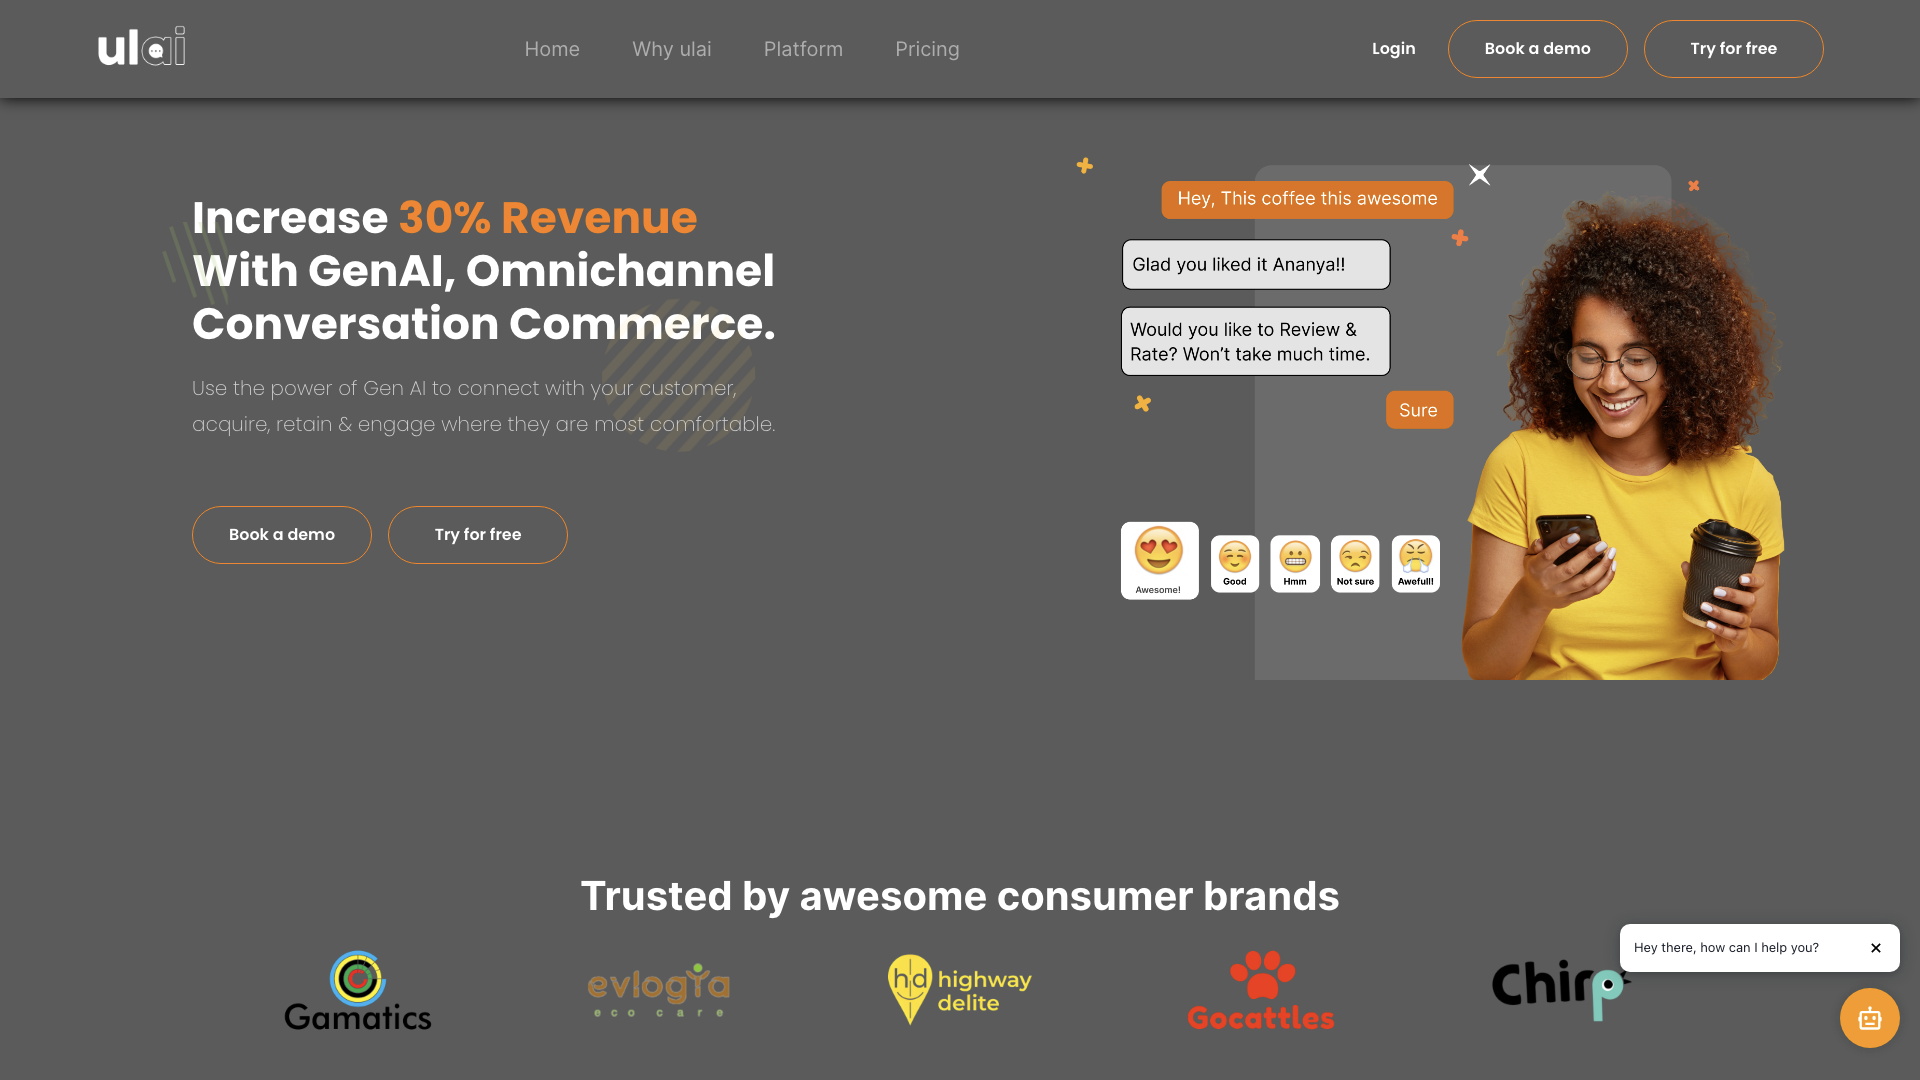 ulai
Home
Why ulai
Platform
Pricing
Login
Book a demo
Try for free
Increase 30% Revenue
With GenAI, Omnichannel
Conversation Commerce.
Use the power of Gen AI to connect with your customer,
acquire, retain & engage where they are most comfortable.
Book a demo
Try for free
Hey, This coffee this awesome
Glad you liked it Ananya!!
Would you like to Review &
Rate? Won't take much time.
Sure
Awesome!
Good
Hmm
Not sure
Awefull!
Trusted by awesome consumer brands
Gamatics
evlogia
eco care
hd highway
delite
Gocattles
Chirp
Hey there, how can I help you?